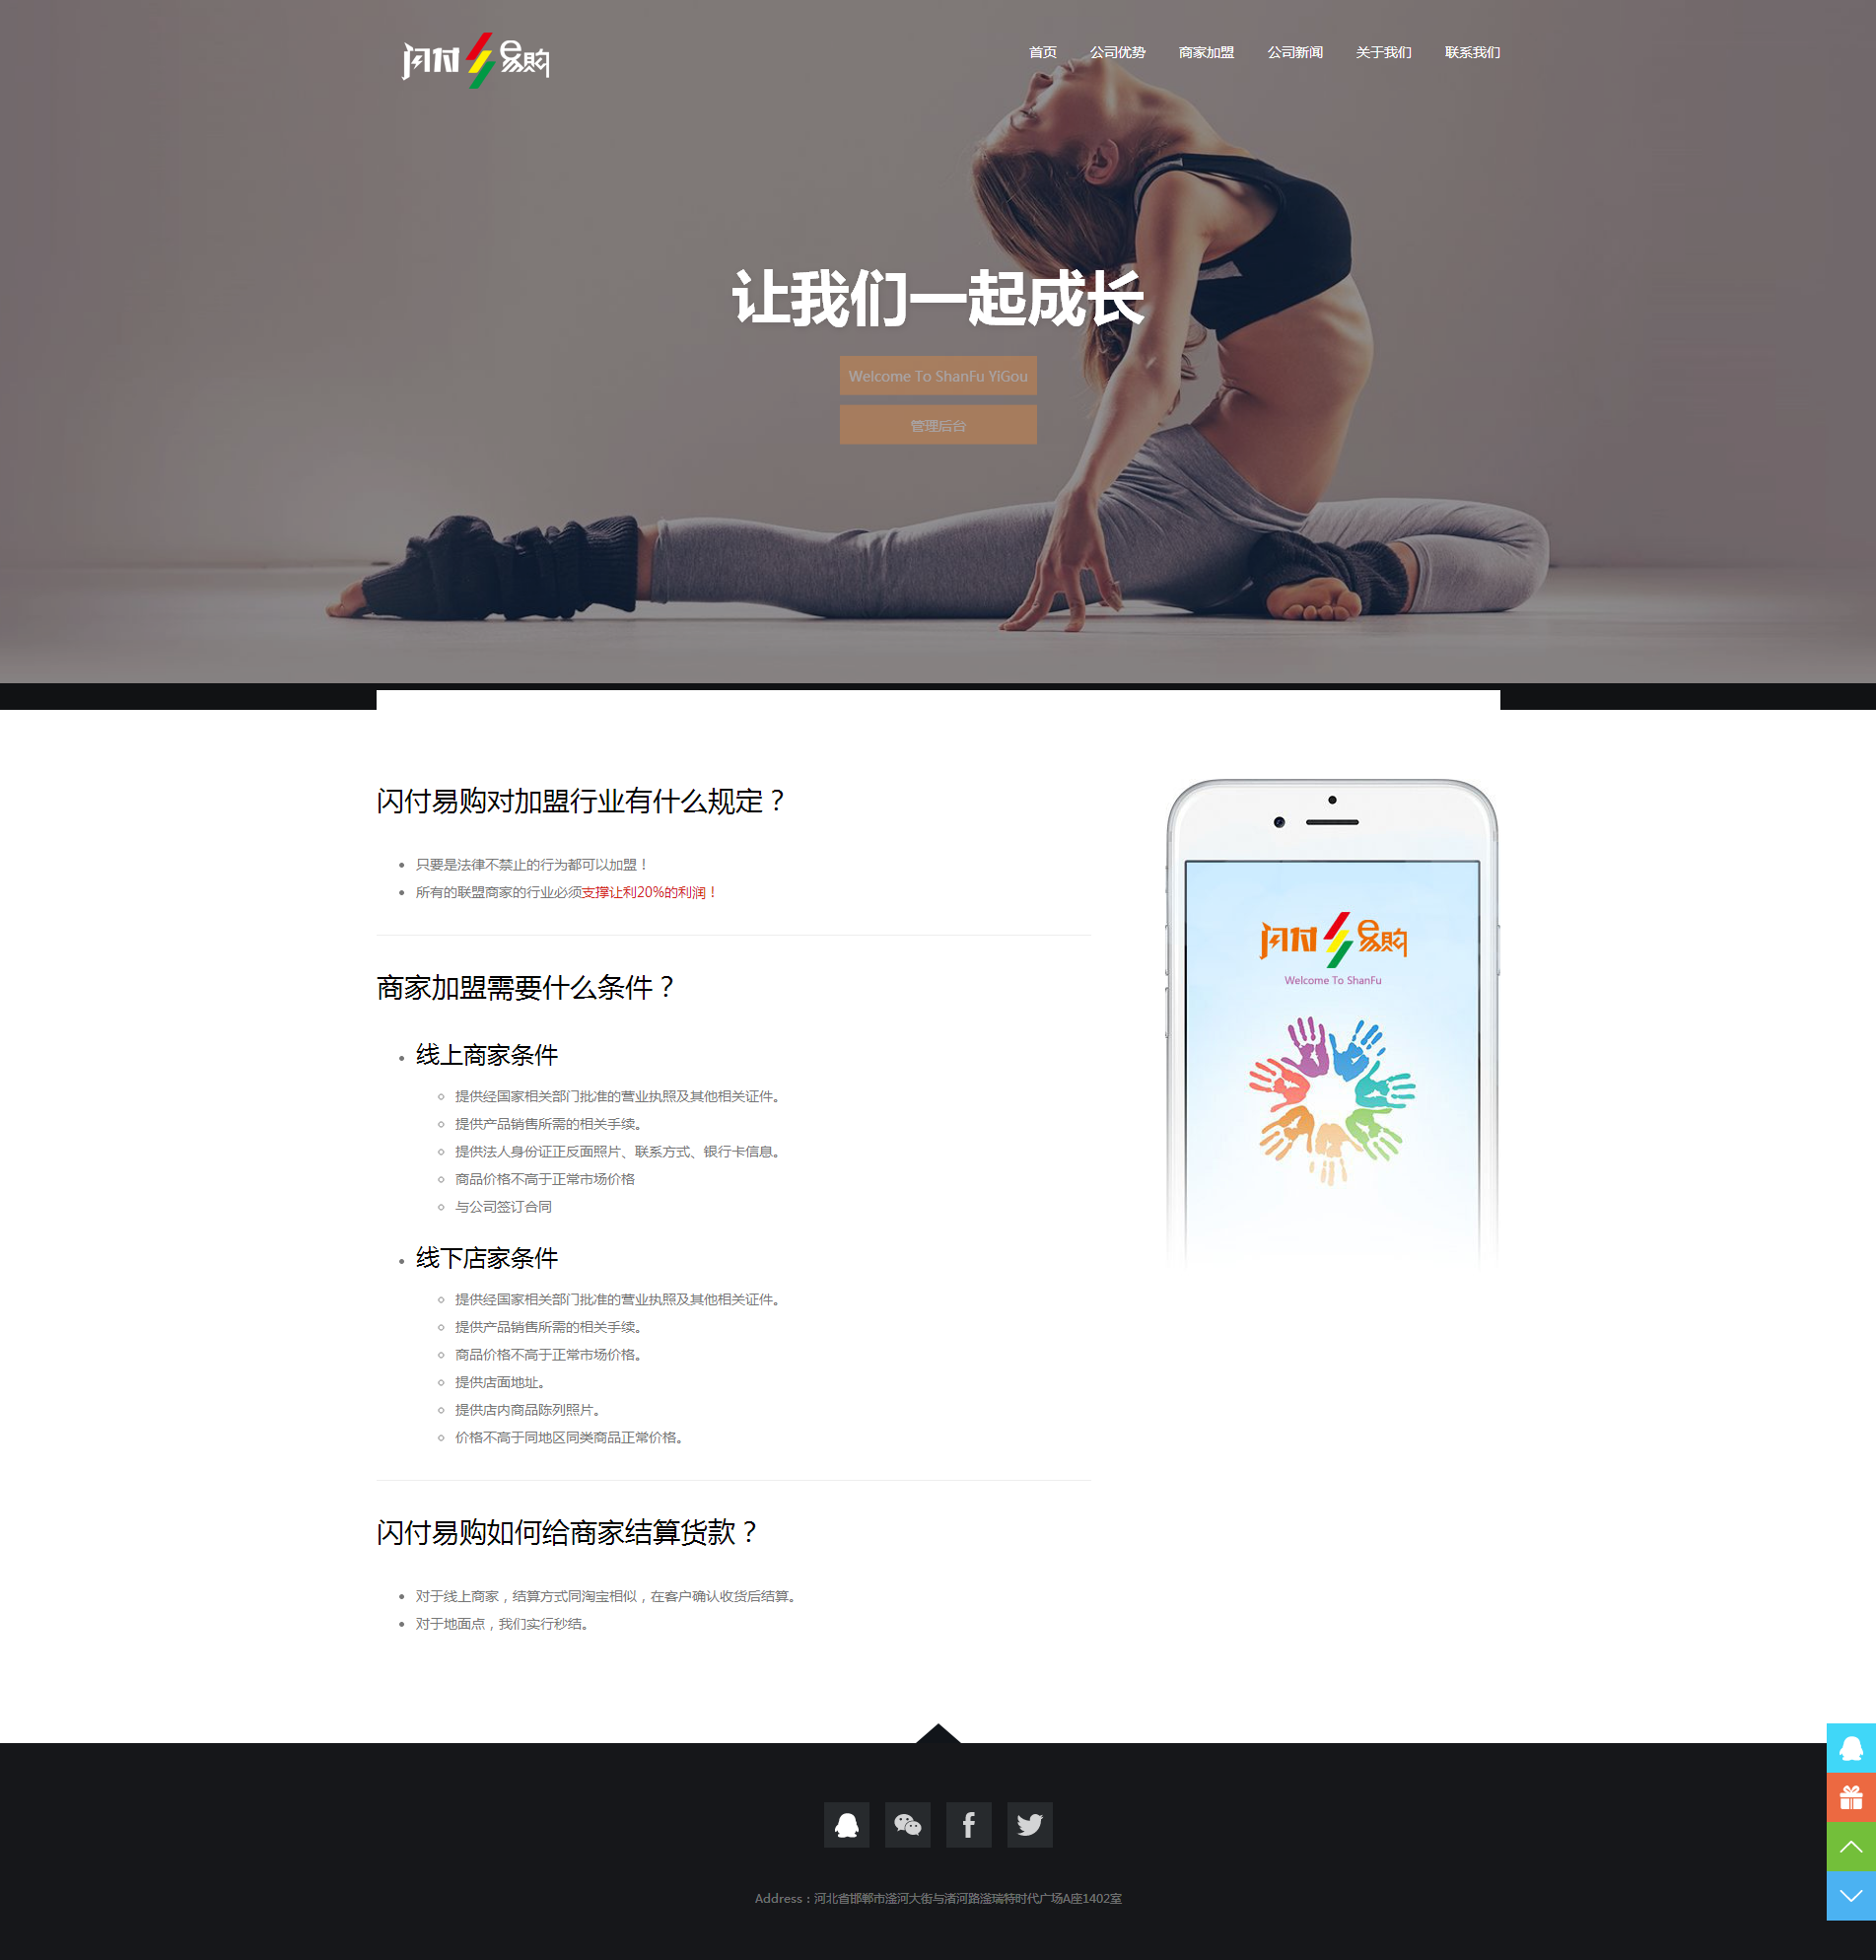 闪付 易购
首页 公司优势 商家加盟 公司新闻 关于我们 联系我们
让我们一起成长
Welcome To ShanFu YiGou
管理后台
闪付易购对加盟行业有什么规定？
只要是法律不禁止的行为都可以加盟！
所有的联盟商家的行业必须支撑让利20%的利润！
商家加盟需要什么条件？
线上商家条件
提供经国家相关部门批准的营业执照及其他相关证件。
提供产品销售所需的相关手续。
提供法人身份证正反面照片、联系方式、银行卡信息。
商品价格不高于正常市场价格
与公司签订合同
线下店家条件
提供经国家相关部门批准的营业执照及其他相关证件。
提供产品销售所需的相关手续。
商品价格不高于正常市场价格。
提供店面地址。
提供店内商品陈列照片。
价格不高于同地区同类商品正常价格。
闪付易购如何给商家结算货款？
对于线上商家，结算方式同淘宝相似，在客户确认收货后结算。
对于地面点，我们实行秒结。
闪付 易购
Welcome To ShanFu
Address：河北省邯郸市滏河大街与渚河路滏瑞特时代广场A座1402室